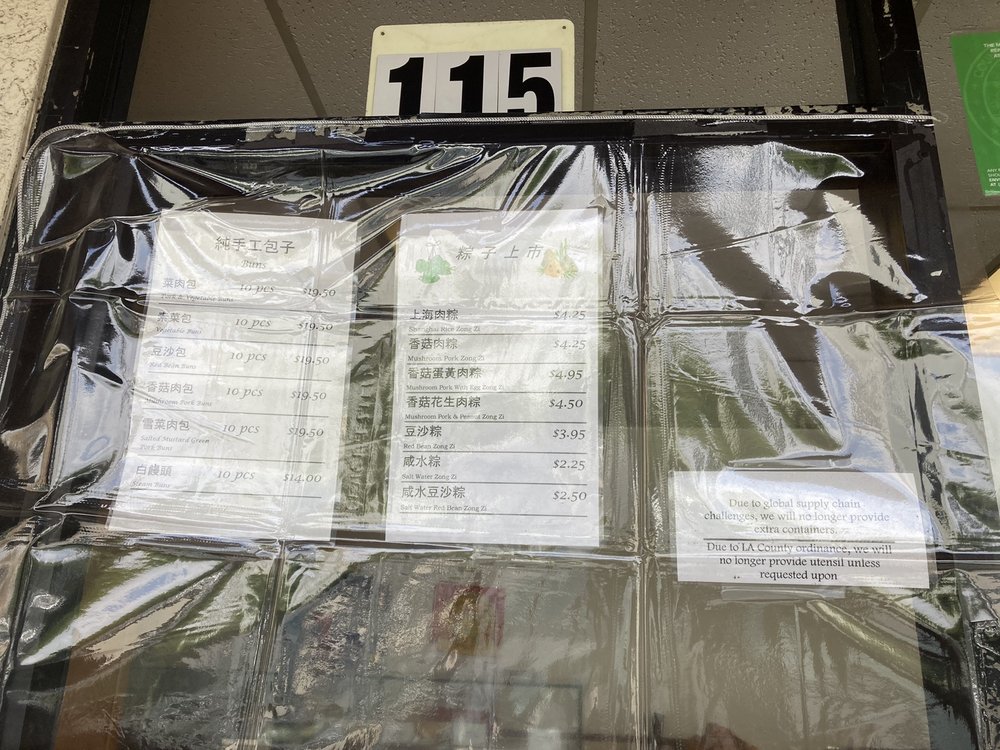 115
純手工包子
Buns
菜肉包 10 pcs $19.50
Pork & Vegetable Buns
素菜包 10 pcs $19.50
Vegetable Buns
豆沙包 10 pcs $19.50
Red Bean Buns
香菇肉包 10 pcs $19.50
Mushroom Pork Buns
雪菜肉包 10 pcs $19.50
Salted Mustard Green
Pork Buns
白饅頭 10 pcs $14.00
Steam Buns
粽子上市
上海肉粽 $4.25
Shanghai Rice Zong Zi
香菇肉粽 $4.25
Mushroom Pork Zong Zi
香菇蛋黃肉粽 $4.95
Mushroom Pork With Egg Zong Zi
香菇花生肉粽 $4.50
Mushroom Pork & Peanut Zong Zi
豆沙粽 $3.95
Red Bean Zong Zi
咸水粽 $2.25
Salt Water Zong Zi
咸水豆沙粽 $2.50
Salt Water Red Bean Zong Zi
Due to global supply chain
challenges, we will no longer provide
extra containers.
Due to LA County ordinance, we will
no longer provide utensil unless
requested upon